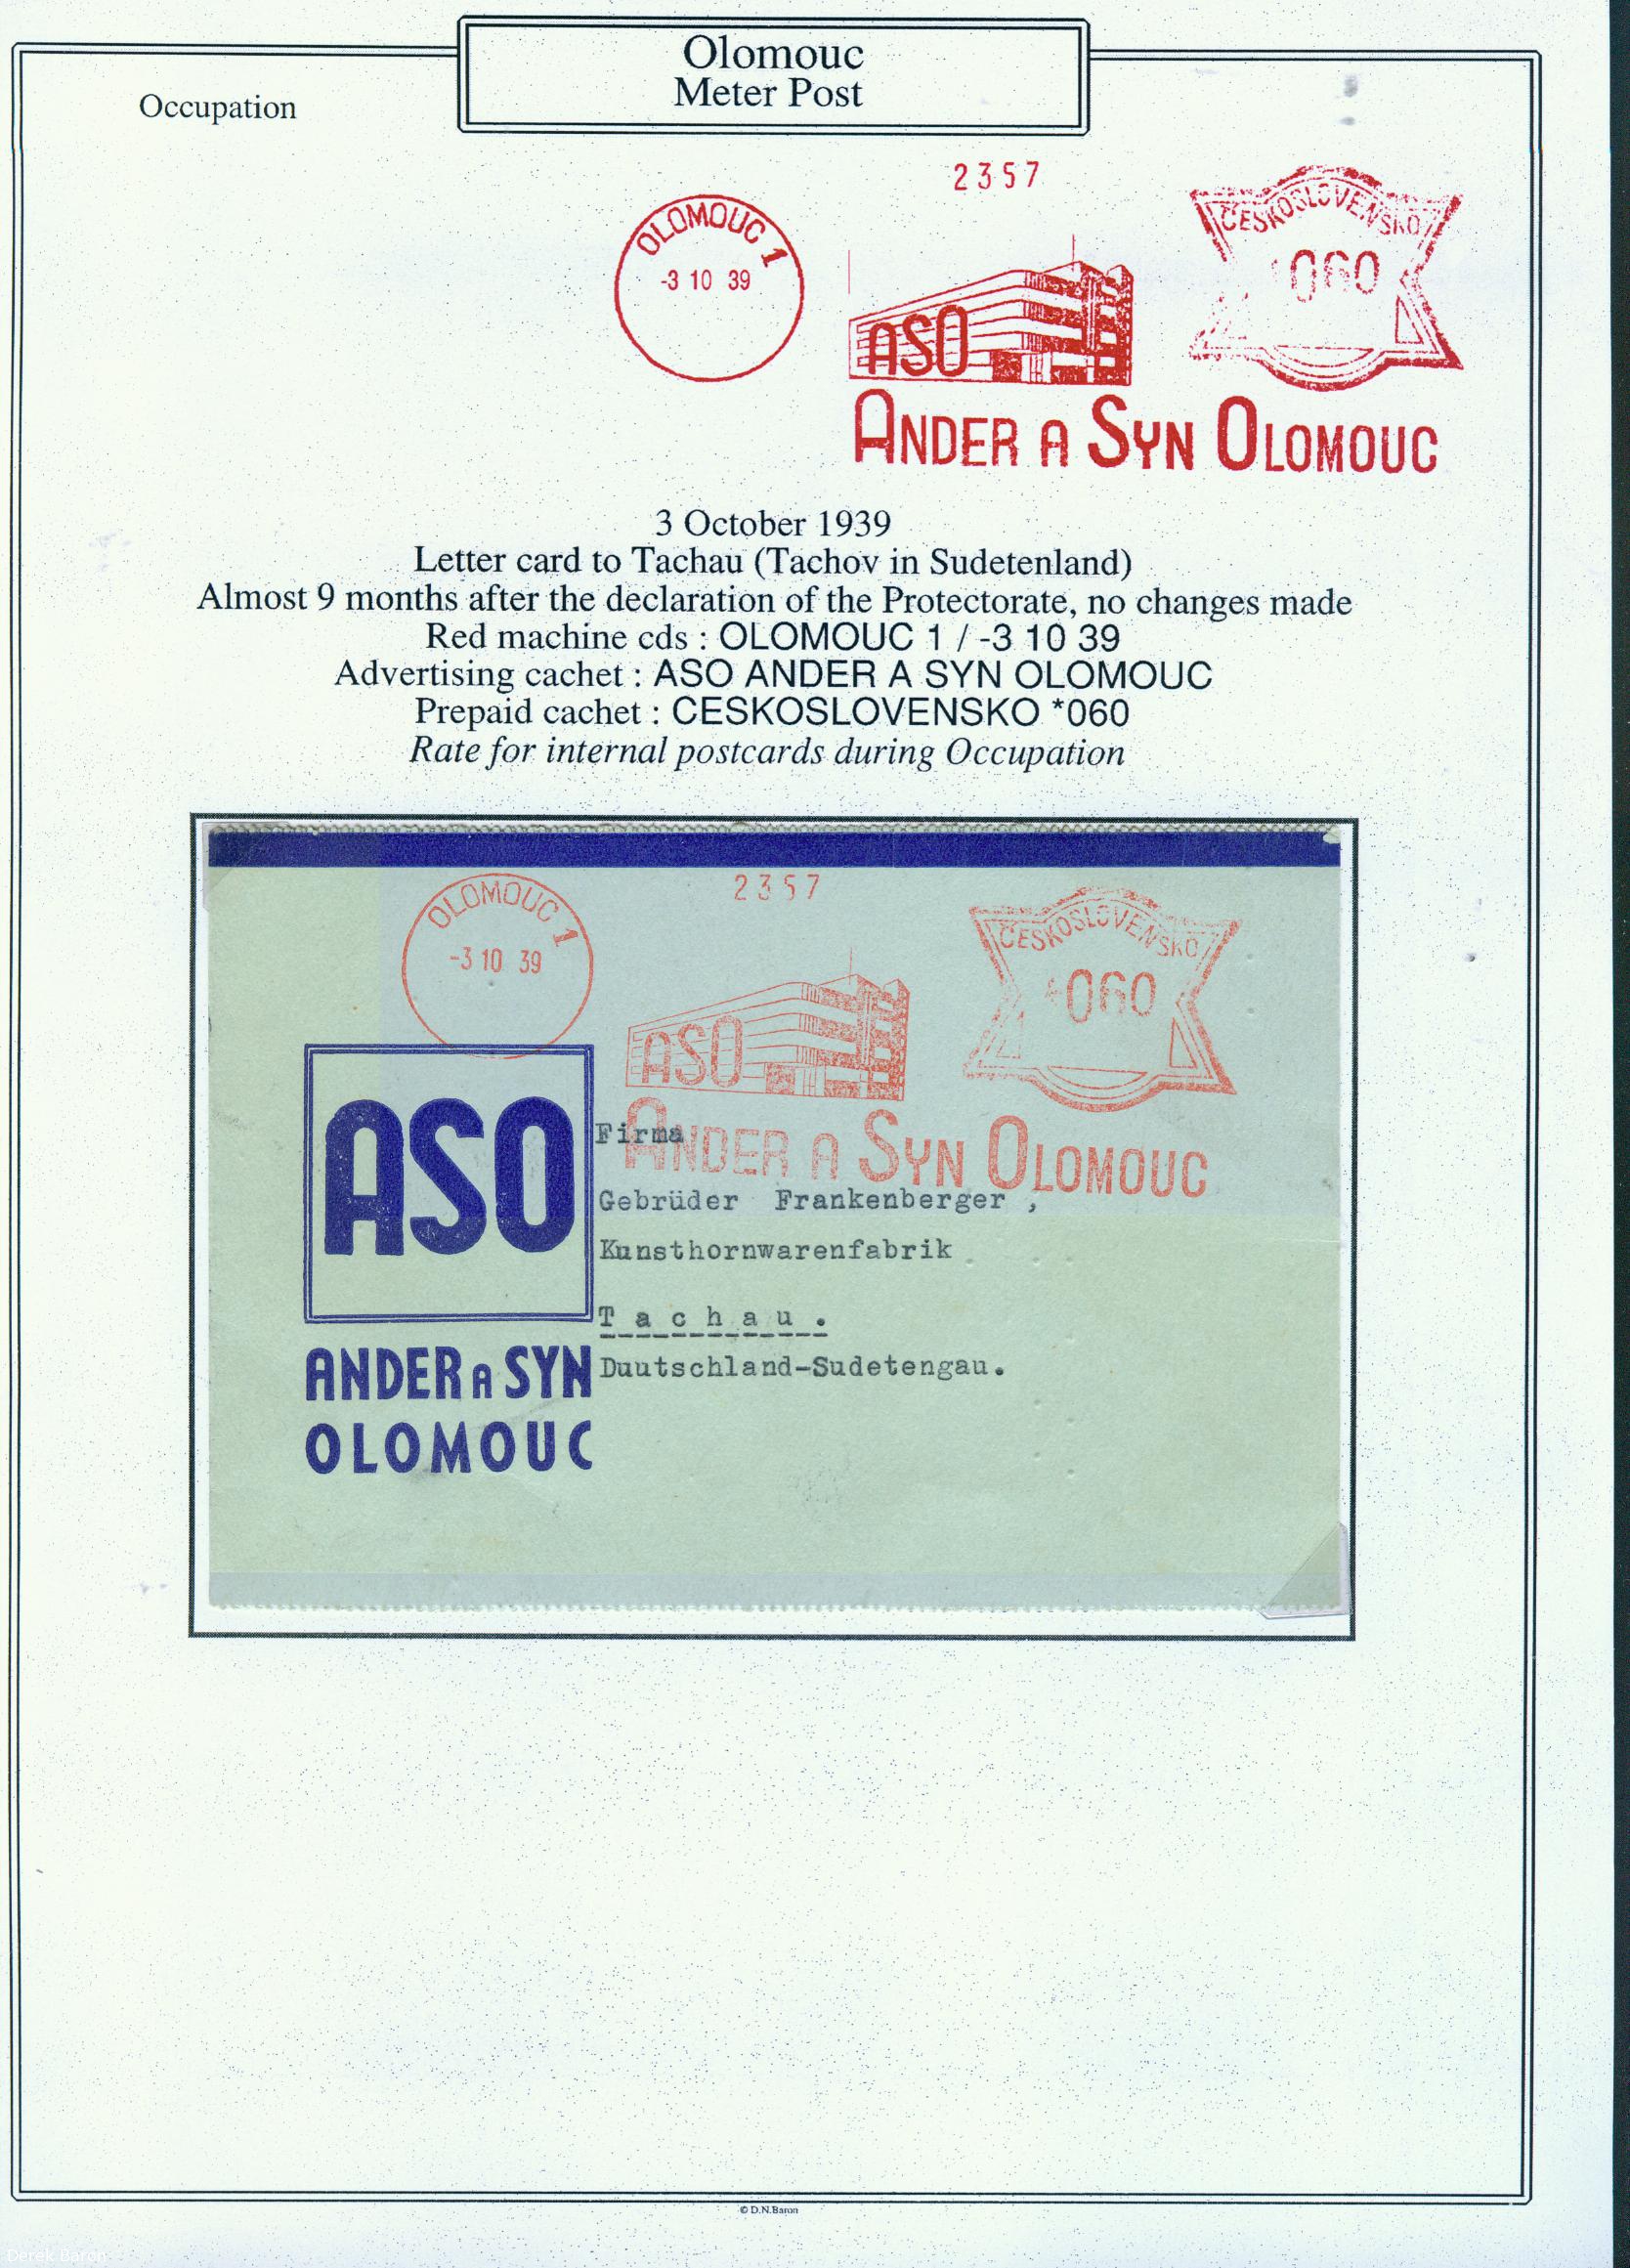 Olomouc
Meter Post
Occupation
2357
OLOMOUC 1
-3 10 39
ČESKOSLOVENSKO
060
ASO
ANDER A SYN OLOMOUC
3 October 1939
Letter card to Tachau (Tachov in Sudetenland)
Almost 9 months after the declaration of the Protectorate, no changes made
Red machine cds : OLOMOUC 1 / -3 10 39
Advertising cachet : ASO ANDER A SYN OLOMOUC
Prepaid cachet : CESKOSLOVENSKO *060
Rate for internal postcards during Occupation
2357
OLOMOUC 1
-3 10 39
ČESKOSLOVENSKO
060
ASO
ANDER A SYN OLOMOUC
ASO
ANDER A SYN
OLOMOUC
Firma
Gebrüder Frankenberger ,
Kunsthornwarenfabrik
Tachau.
Duutschland-Sudetengau.
© D.N.Baron
Derek Baron